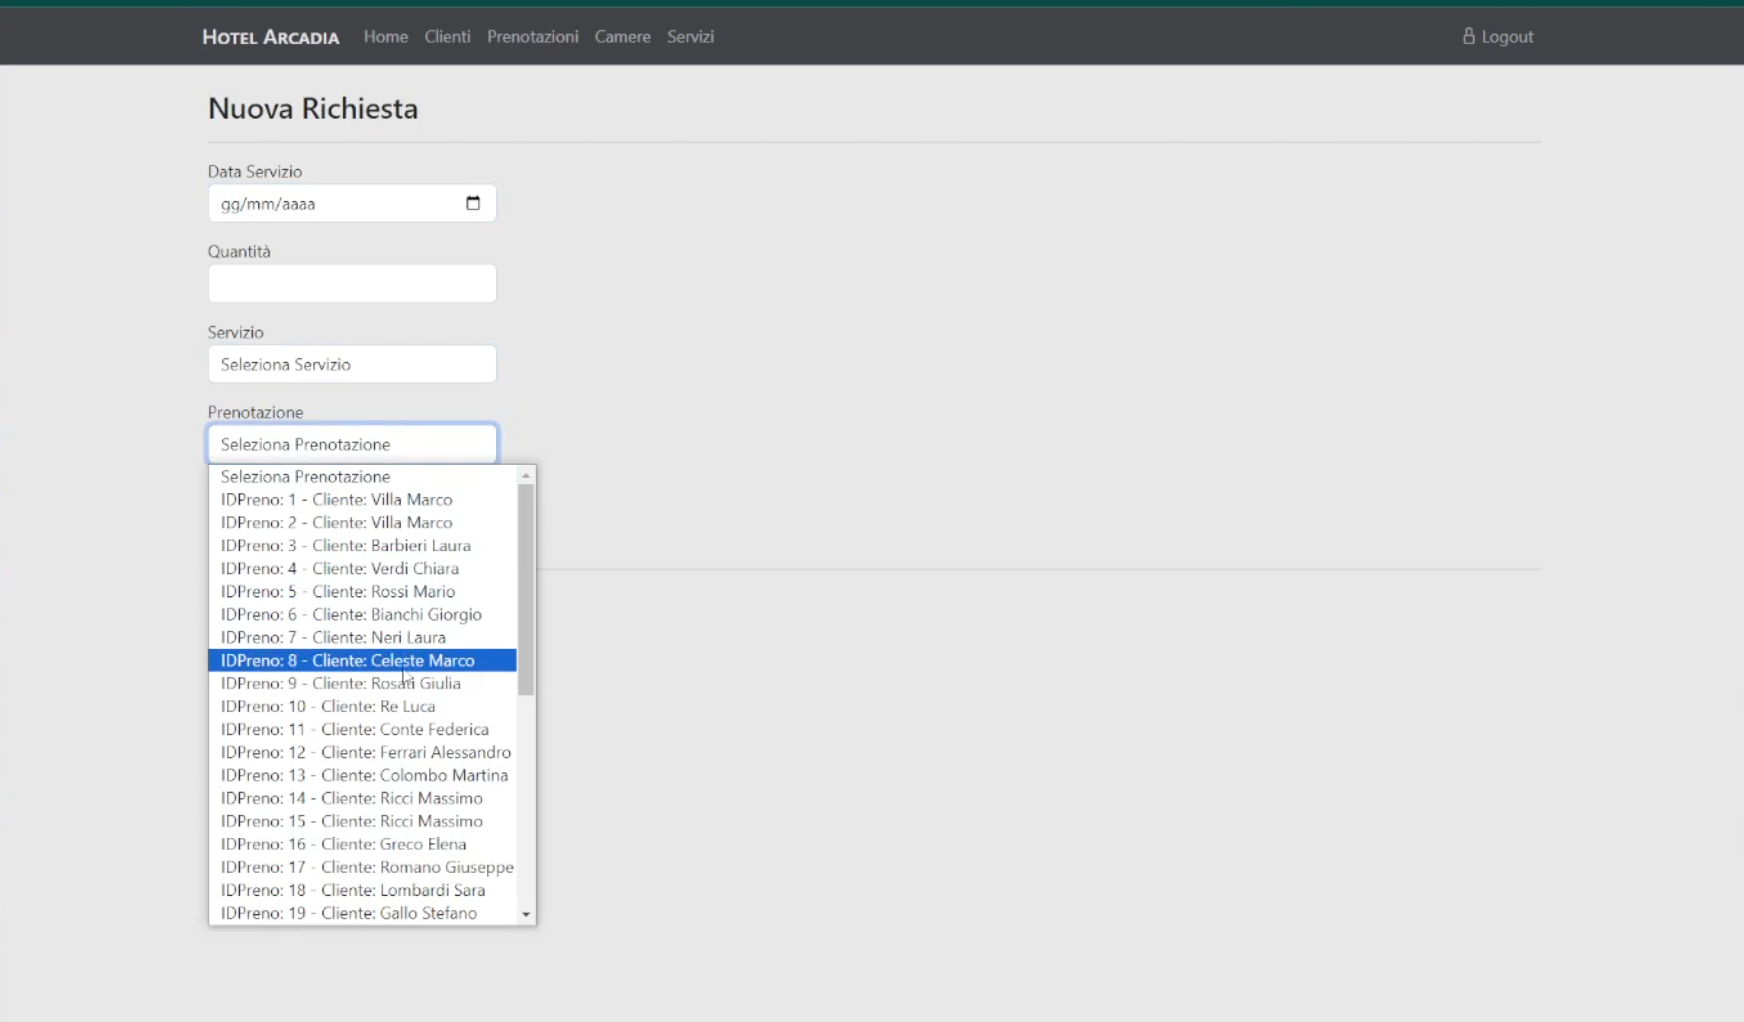 HOTEL ARCADIA Home Clienti Prenotazioni Camere Servizi Logout
Nuova Richiesta
Data Servizio
gg/mm/aaaa
Quantità
Servizio
Seleziona Servizio
Prenotazione
Seleziona Prenotazione
Seleziona Prenotazione
IDPreno: 1 - Cliente: Villa Marco
IDPreno: 2 - Cliente: Villa Marco
IDPreno: 3 - Cliente: Barbieri Laura
IDPreno: 4 - Cliente: Verdi Chiara
IDPreno: 5 - Cliente: Rossi Mario
IDPreno: 6 - Cliente: Bianchi Giorgio
IDPreno: 7 - Cliente: Neri Laura
IDPreno: 8 - Cliente: Celeste Marco
IDPreno: 9 - Cliente: Rosati Giulia
IDPreno: 10 - Cliente: Re Luca
IDPreno: 11 - Cliente: Conte Federica
IDPreno: 12 - Cliente: Ferrari Alessandro
IDPreno: 13 - Cliente: Colombo Martina
IDPreno: 14 - Cliente: Ricci Massimo
IDPreno: 15 - Cliente: Ricci Massimo
IDPreno: 16 - Cliente: Greco Elena
IDPreno: 17 - Cliente: Romano Giuseppe
IDPreno: 18 - Cliente: Lombardi Sara
IDPreno: 19 - Cliente: Gallo Stefano